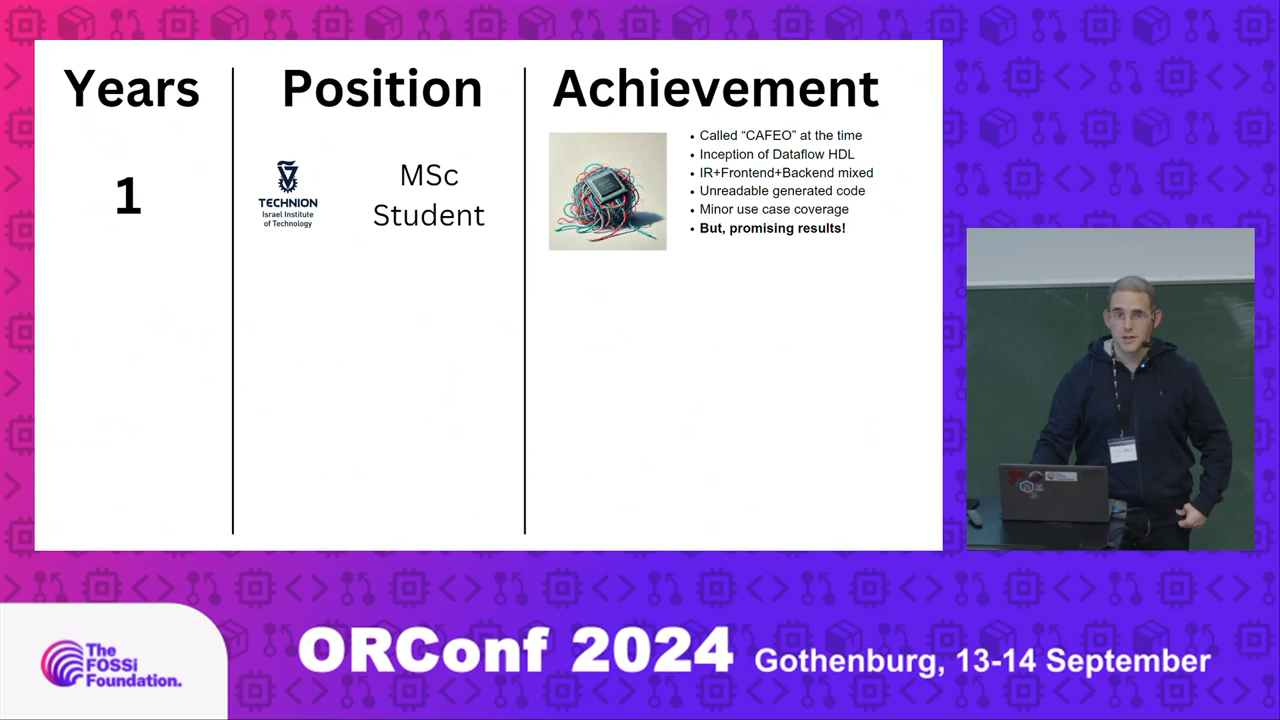 Years
Position
Achievement
1
TECHNION
Israel Institute
of Technology
MSc
Student
• Called “CAFEO” at the time
• Inception of Dataflow HDL
• IR+Frontend+Backend mixed
• Unreadable generated code
• Minor use case coverage
• But, promising results!
The
FOSSi
Foundation.
ORConf 2024
Gothenburg, 13-14 September